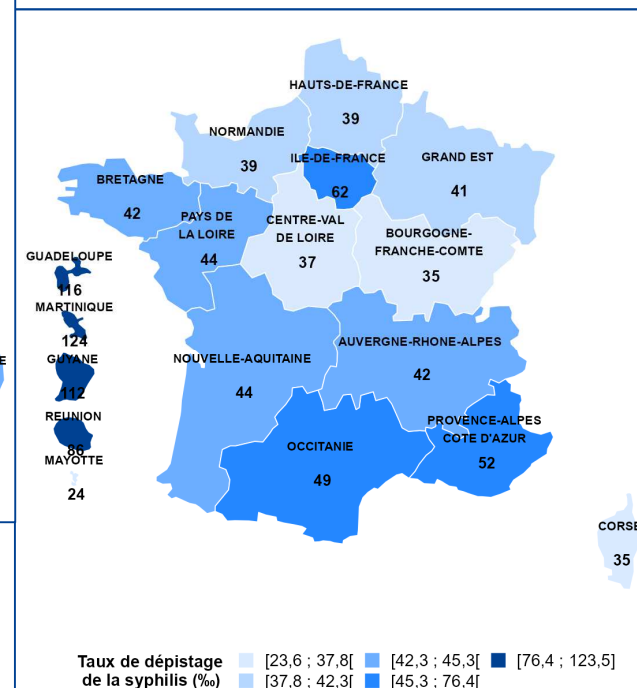 HAUTS-DE-FRANCE
39
NORMANDIE
39
ILE-DE-FRANCE
62
GRAND EST
41
BRETAGNE
42
PAYS DE
LA LOIRE
44
CENTRE-VAL
DE LOIRE
37
BOURGOGNE-
FRANCHE-COMTE
35
GUADELOUPE
116
MARTINIQUE
124
GUYANE
112
REUNION
86
MAYOTTE
24
NOUVELLE-AQUITAINE
44
AUVERGNE-RHONE-ALPES
42
OCCITANIE
49
PROVENCE-ALPES
COTE D'AZUR
52
CORSE
35
E
Taux de dépistage
de la syphilis (‰)
[23,6 ; 37,8[
[37,8 ; 42,3[
[42,3 ; 45,3[
[45,3 ; 76,4[
[76,4 ; 123,5]